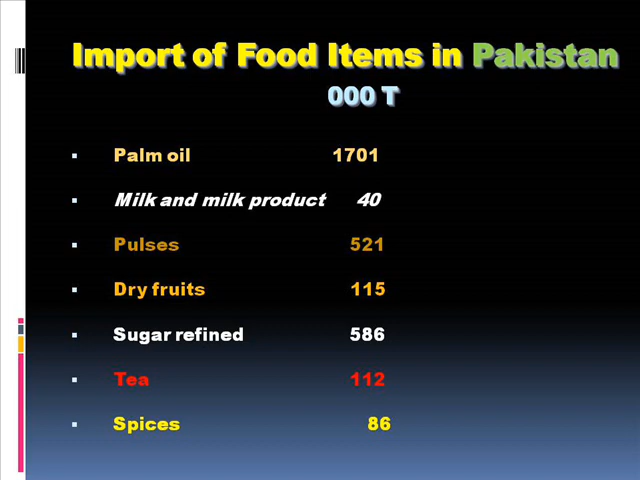 Import of Food Items in Pakistan
000 T
▪ Palm oil 1701
▪ Milk and milk product 40
▪ Pulses 521
▪ Dry fruits 115
▪ Sugar refined 586
▪ Tea 112
▪ Spices 86